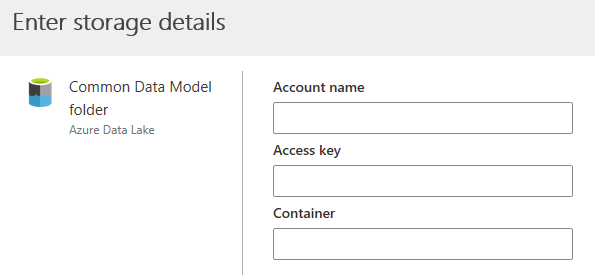 Enter storage details
Common Data Model
folder
Azure Data Lake
Account name
Access key
Container